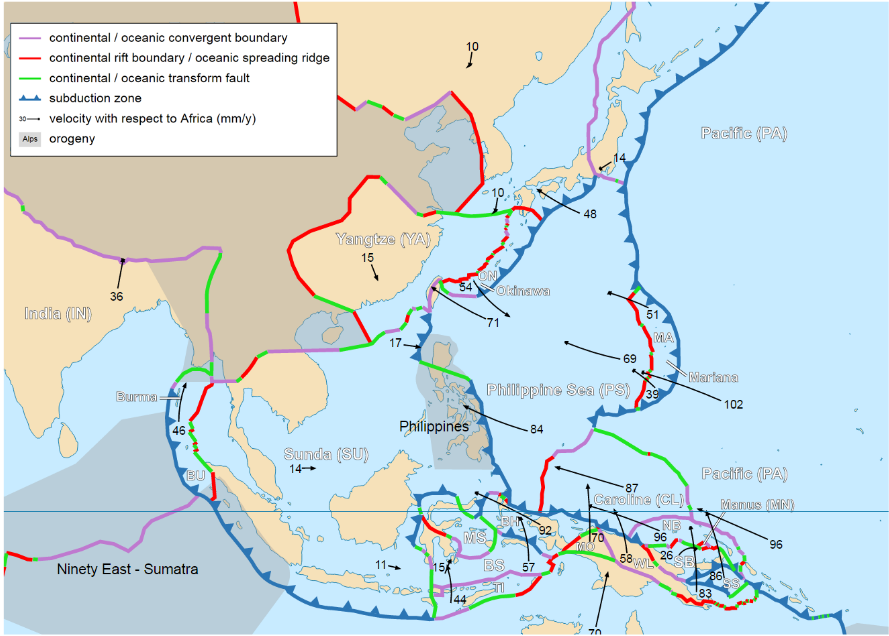 continental / oceanic convergent boundary
continental rift boundary / oceanic spreading ridge
continental / oceanic transform fault
subduction zone
30 velocity with respect to Africa (mm/y)
Alps orogeny
10
Pacific (PA)
14
10
48
Yangtze (YA)
15
ON
54 Okinawa
36
India (IN)
71
51
17
MA
69
Mariana
39
102
Burma
Philippine Sea (PS)
46
Philippines
84
Sunda (SU)
14
BU
Pacific (PA)
87
Caroline (CL)
Manus (MN)
92
BH
NB
96
96
MS
70
MO
58
26
SB
Ninety East - Sumatra
11
15
BS
57
WL
86
SS
TI
44
83
70